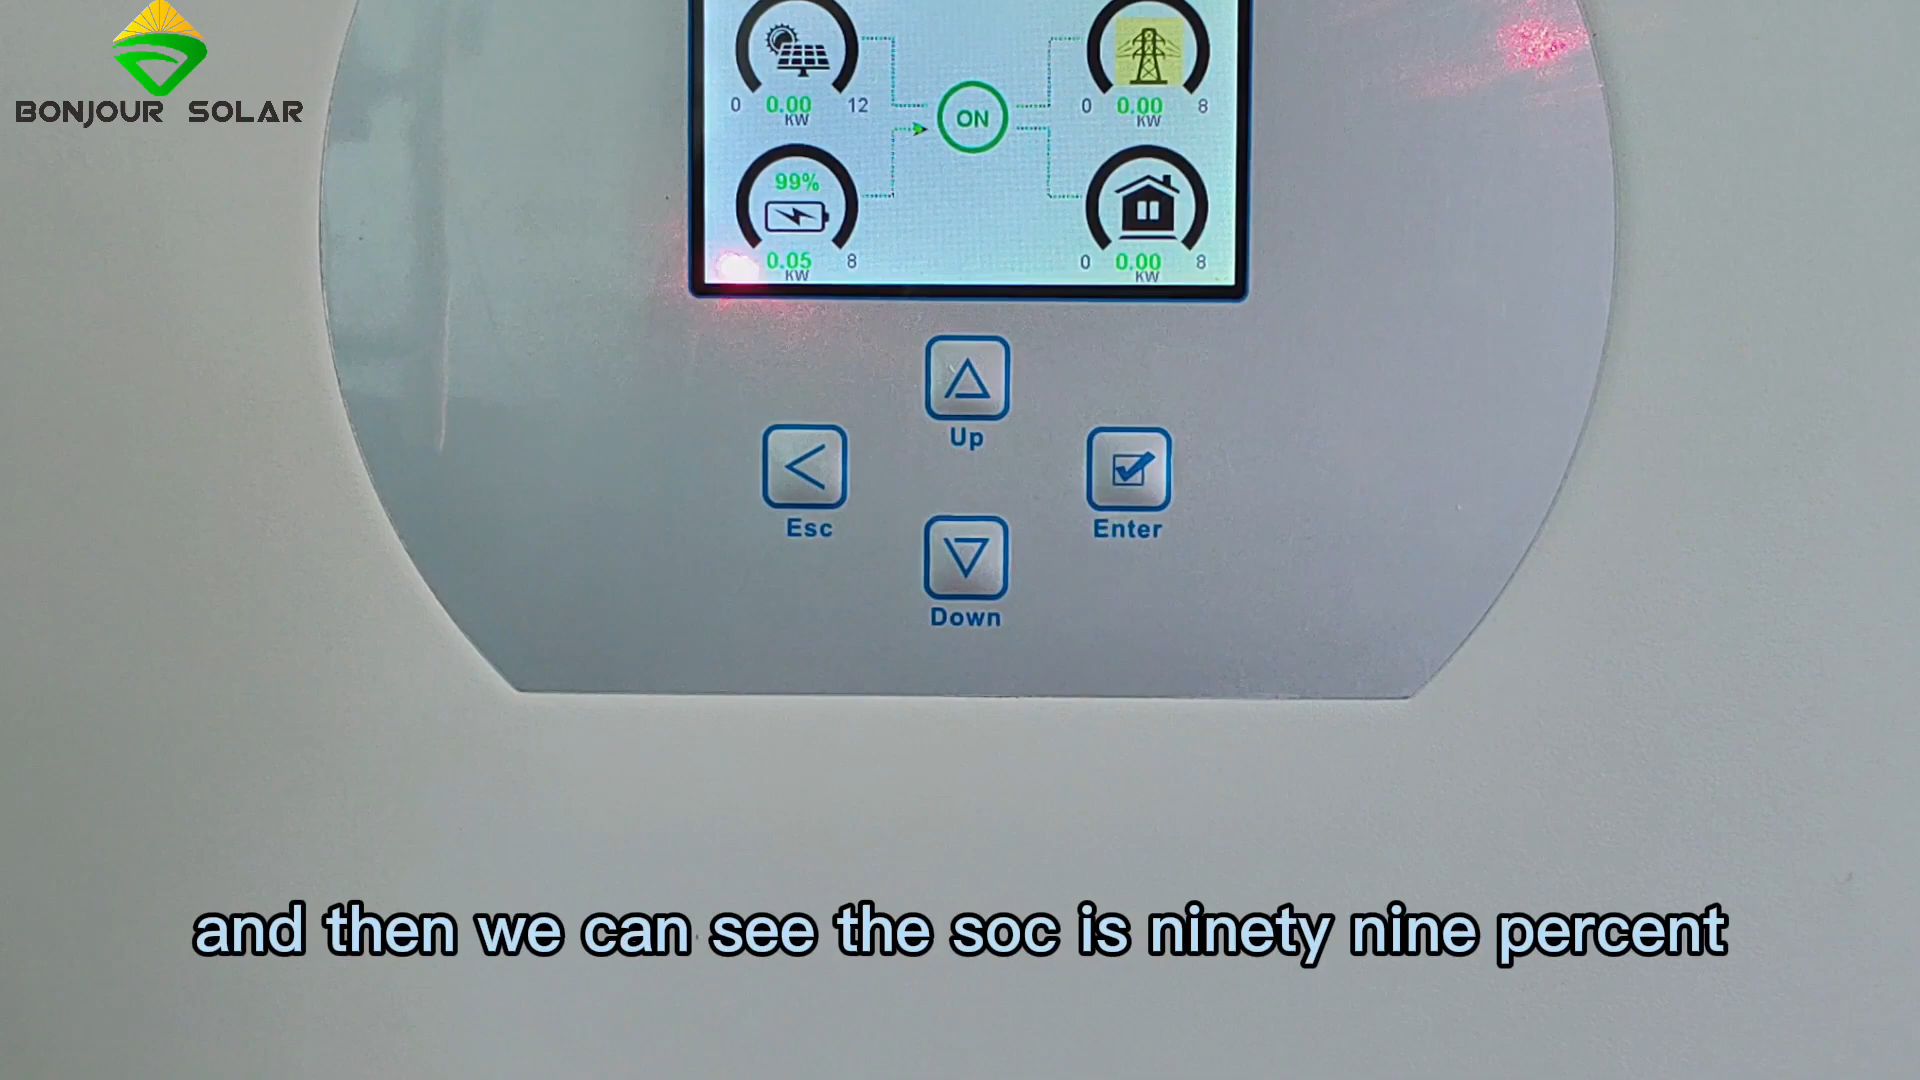 BONJOUR SOLAR
0 0.00 12
KW
0 0.00 8
KW
ON
99%
0.05 8
KW
0 0.00 8
KW
Up
Esc
Enter
Down
and then we can see the soc is ninety nine percent